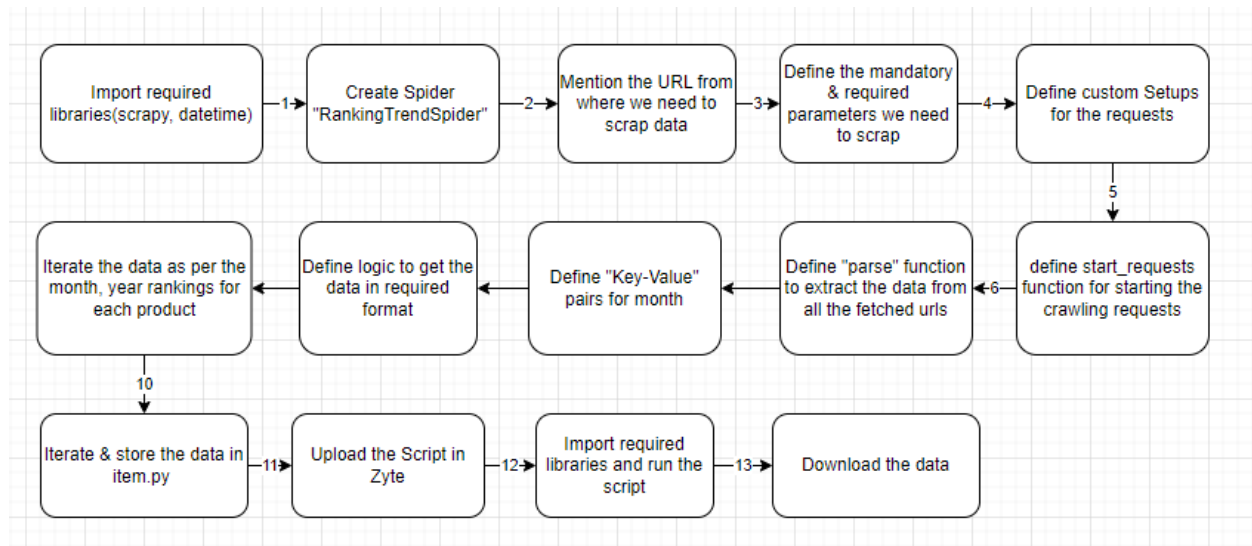 Import required
libraries(scrapy, datetime)
1
Create Spider
"RankingTrendSpider"
2
Mention the URL from
where we need to
scrap data
3
Define the mandatory
& required
parameters we need
to scrap
4
Define custom Setups
for the requests
5
define start_requests
function for starting the
crawling requests
6
Define "parse" function
to extract the data from
all the fetched urls
Define "Key-Value"
pairs for month
Define logic to get the
data in required
format
Iterate the data as per the
month, year rankings for
each product
10
Iterate & store the data in
item.py
11
Upload the Script in
Zyte
12
Import required
libraries and run the
script
13
Download the data